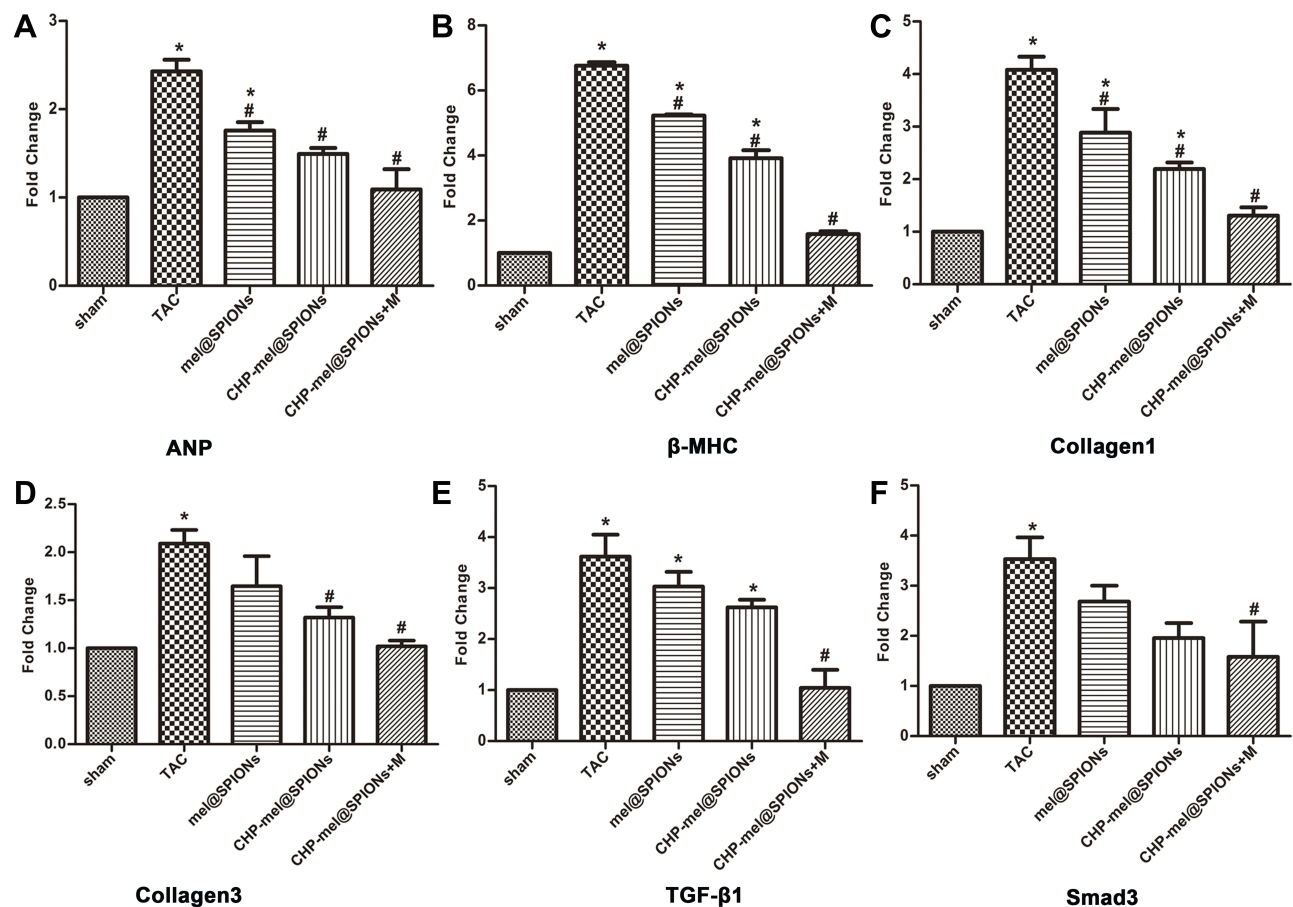 A
Fold Change
3
2
1
0
*
*
#
#
#
sham
TAC
mel@SPIONs
CHP-mel@SPIONs
CHP-mel@SPIONs+M
ANP
B
Fold Change
8
6
4
2
0
*
*
#
*
#
#
sham
TAC
mel@SPIONs
CHP-mel@SPIONs
CHP-mel@SPIONs+M
β-MHC
C
Fold Change
5
4
3
2
1
0
*
*
#
*
#
#
sham
TAC
mel@SPIONs
CHP-mel@SPIONs
CHP-mel@SPIONs+M
Collagen1
D
Fold Change
2.5
2.0
1.5
1.0
0.5
0.0
*
#
#
sham
TAC
mel@SPIONs
CHP-mel@SPIONs
CHP-mel@SPIONs+M
Collagen3
E
Fold Change
5
4
3
2
1
0
*
*
*
#
sham
TAC
mel@SPIONs
CHP-mel@SPIONs
CHP-mel@SPIONs+M
TGF-β1
F
Fold Change
5
4
3
2
1
0
*
#
sham
TAC
mel@SPIONs
CHP-mel@SPIONs
CHP-mel@SPIONs+M
Smad3